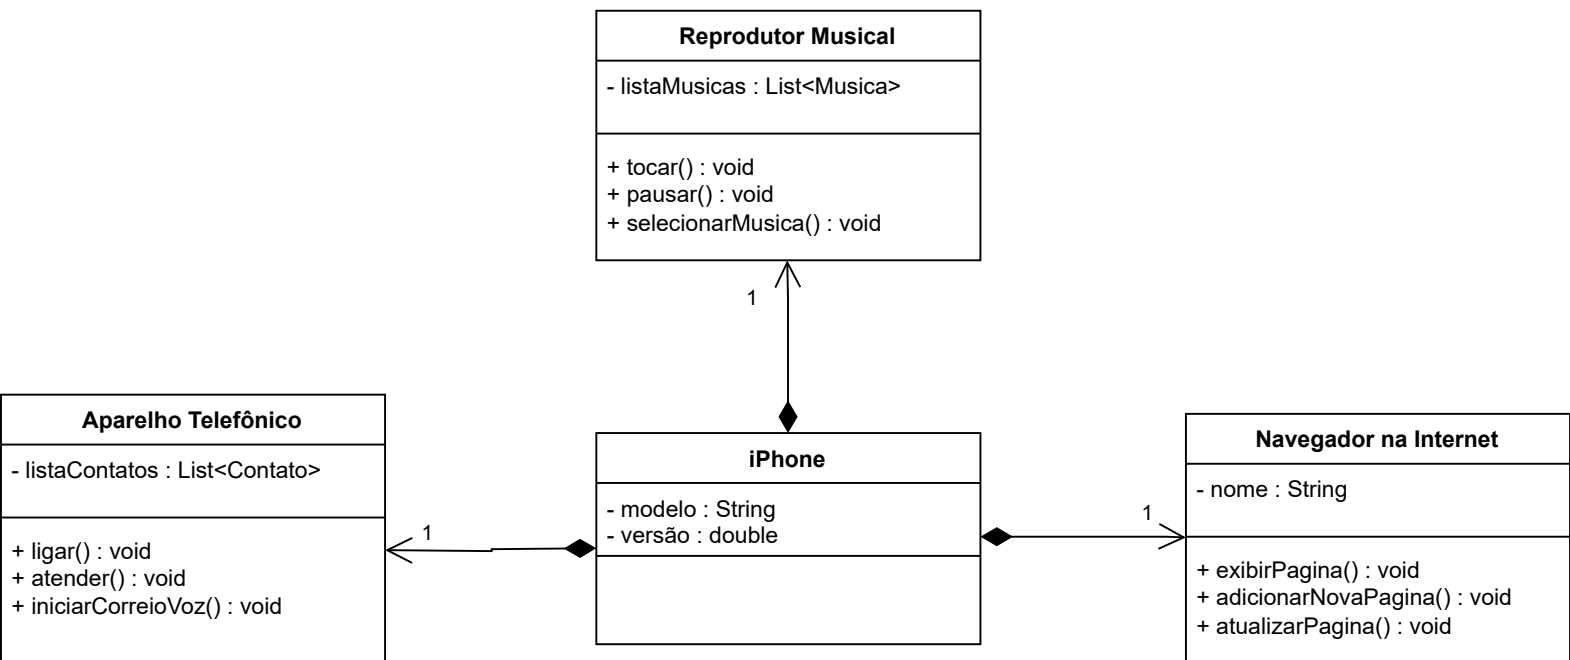 Reprodutor Musical
- listaMusicas : List<Musica>
+ tocar() : void
+ pausar() : void
+ selecionarMusica() : void
1
Aparelho Telefônico
- listaContatos : List<Contato>
+ ligar() : void
+ atender() : void
+ iniciarCorreioVoz() : void
1
iPhone
- modelo : String
- versão : double
1
Navegador na Internet
- nome : String
+ exibirPagina() : void
+ adicionarNovaPagina() : void
+ atualizarPagina() : void